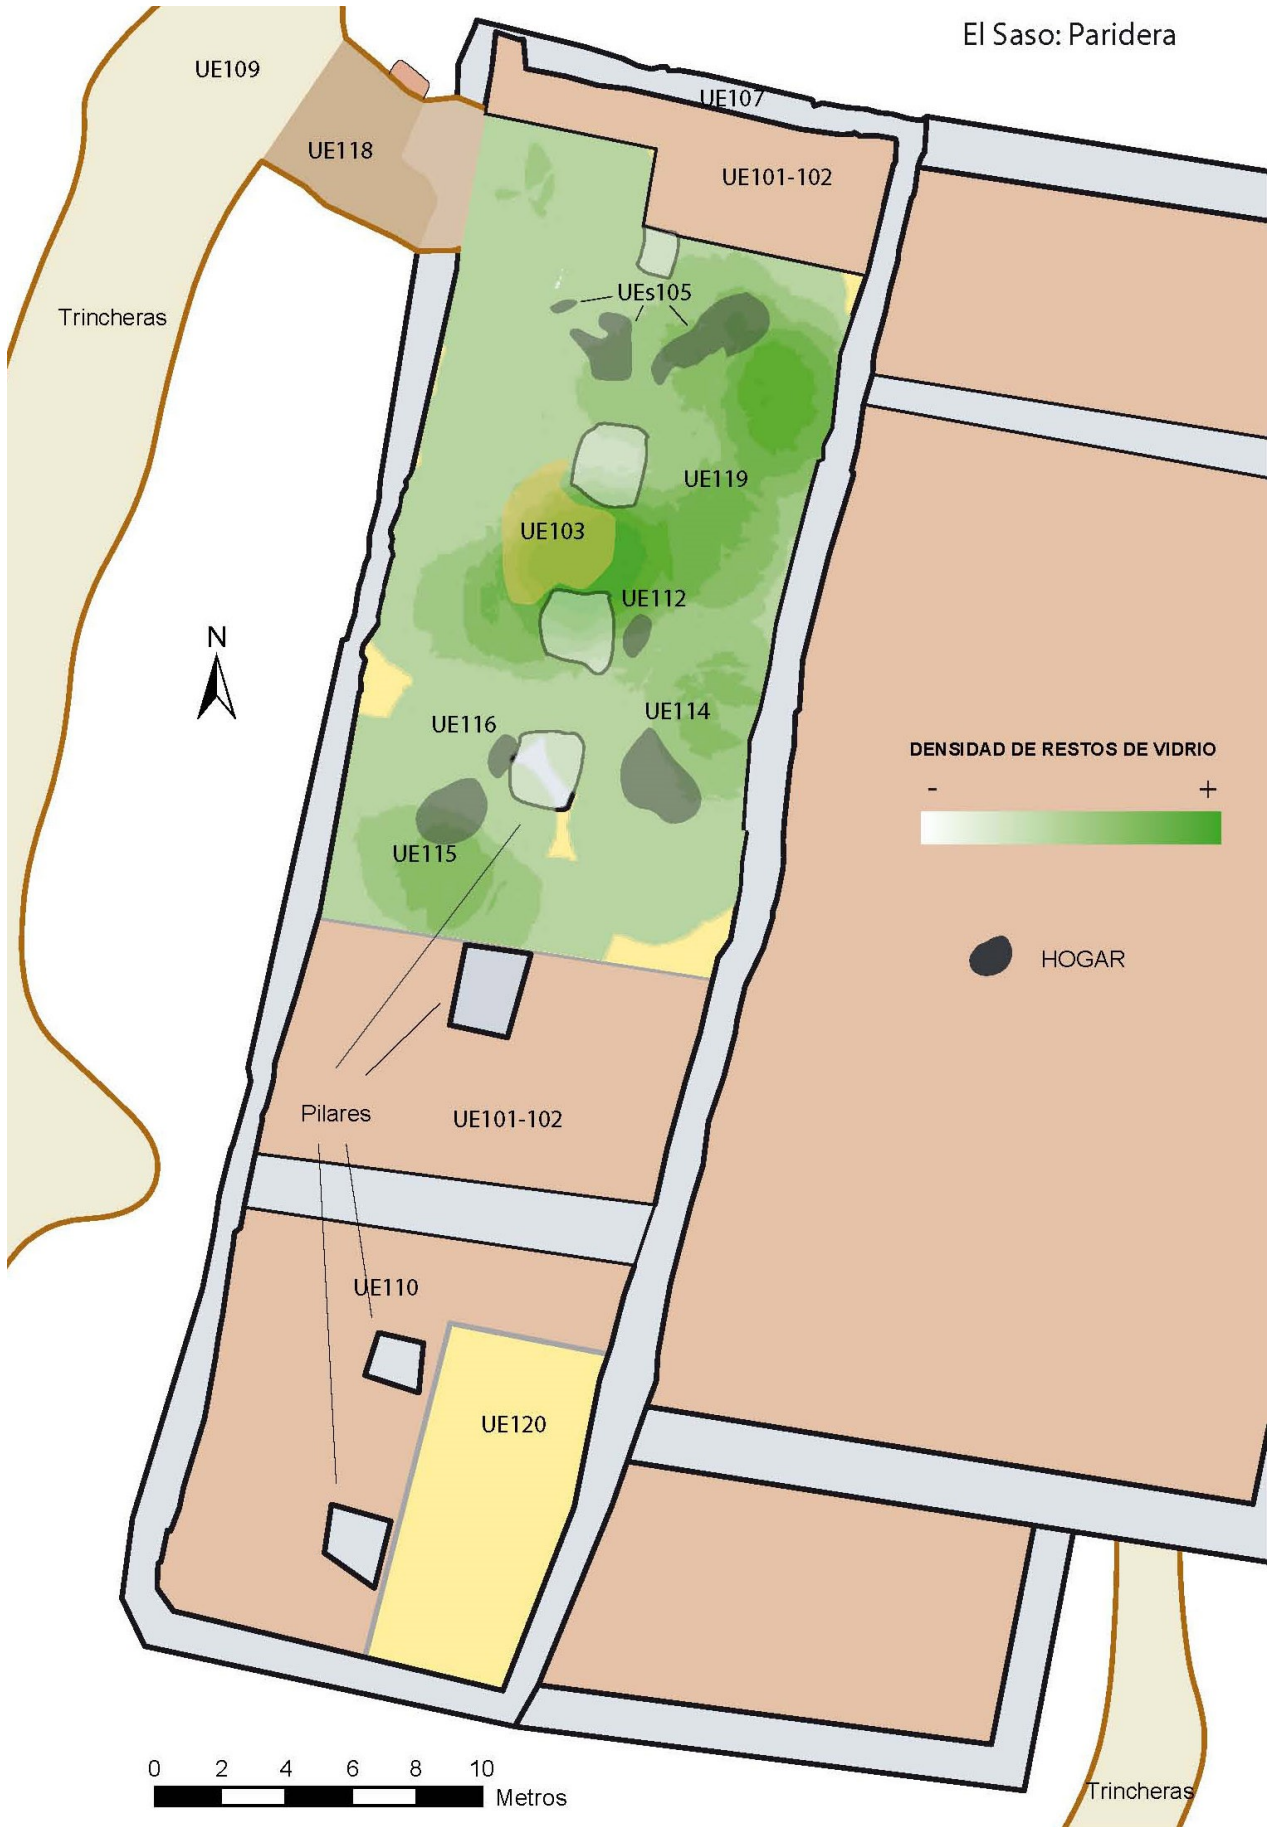 El Saso: Paridera
UE109
UE107
UE118
UE101-102
UEs105
Trincheras
UE119
UE103
UE112
N
UE116
UE114
DENSIDAD DE RESTOS DE VIDRIO
- +
UE115
HOGAR
Pilares
UE101-102
UE110
UE120
0 2 4 6 8 10
Metros
Trincheras